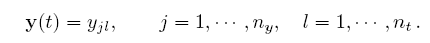 y(t) = y_{jl},    j = 1, ⋯ , n_y,   l = 1, ⋯ , n_t .